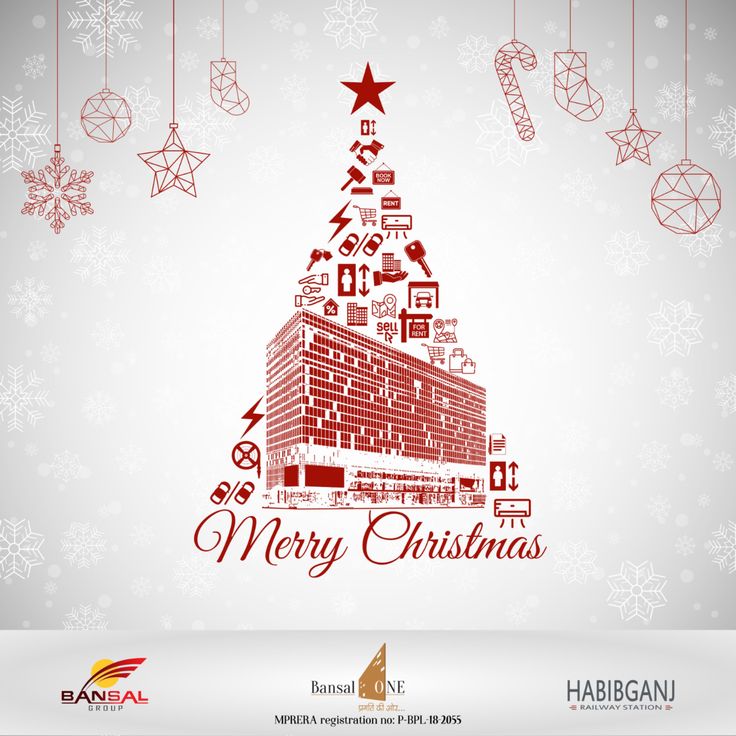 BOOK
NOW
RENT
%
SELL
FOR
RENT
Merry Christmas
BANSAL
GROUP
Bansal ONE
प्रगति की ओर...
MPRERA registration no: P-BPL-18-2055
HABIBGANJ
RAILWAY STATION